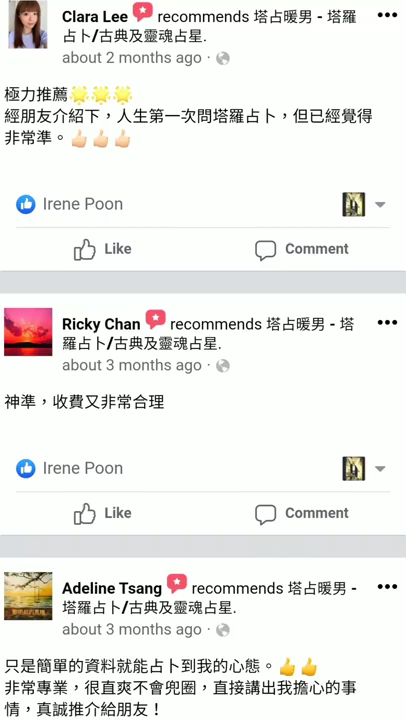 Clara Lee recommends 塔占暖男 - 塔羅
占卜/古典及靈魂占星.
about 2 months ago ·
極力推薦🌟🌟🌟
經朋友介紹下，人生第一次問塔羅占卜，但已經覺得
非常準。👍🏻👍🏻👍🏻
Irene Poon
Like Comment
Ricky Chan recommends 塔占暖男 - 塔
羅占卜/古典及靈魂占星.
about 3 months ago ·
神準，收費又非常合理
Irene Poon
Like Comment
Adeline Tsang recommends 塔占暖男 -
塔羅占卜/古典及靈魂占星.
about 3 months ago ·
只是簡單的資料就能占卜到我的心態。👍👍
非常專業，很直爽不會兜圈，直接講出我擔心的事
情，真誠推介給朋友！